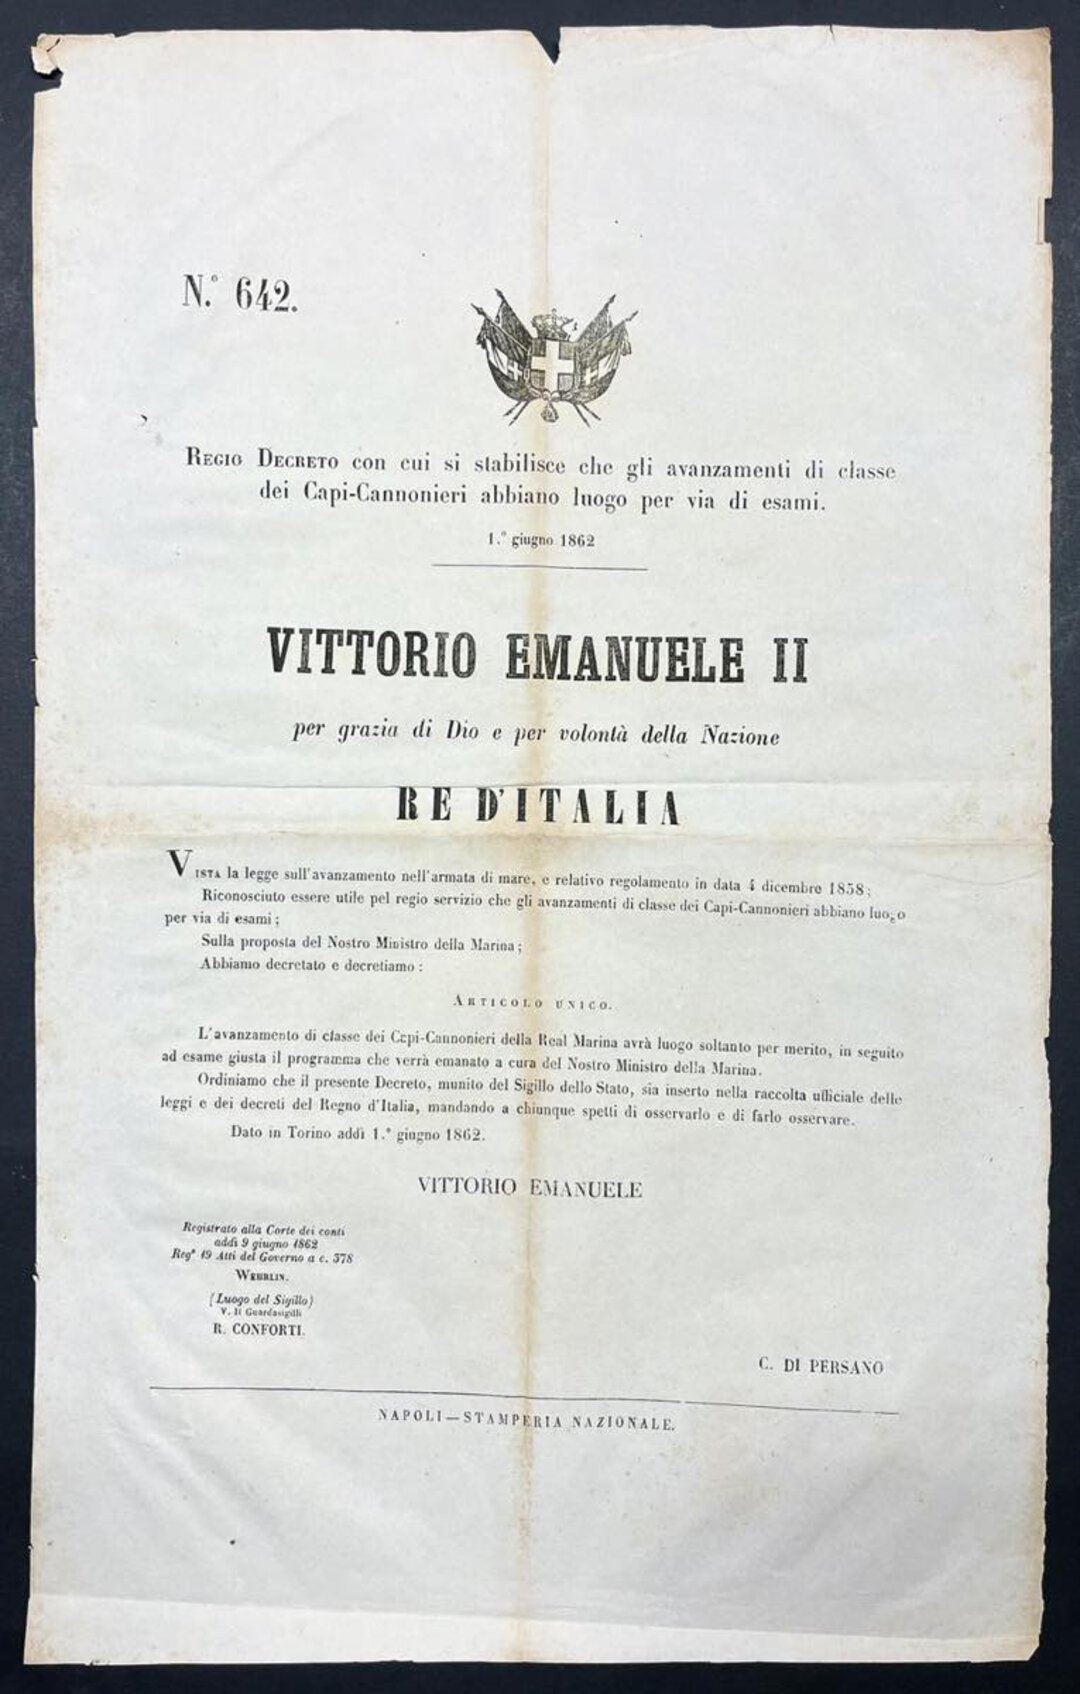 N.° 642.
REGIO DECRETO con cui si stabilisce che gli avanzamenti di classe
dei Capi-Cannonieri abbiano luogo per via di esami.
1.° giugno 1862
VITTORIO EMANUELE II
per grazia di Dio e per volontà della Nazione
RE D'ITALIA
VISTA la legge sull'avanzamento nell'armata di mare, e relativo regolamento in data 4 dicembre 1858;
Riconosciuto essere utile pel regio servizio che gli avanzamenti di classe dei Capi-Cannonieri abbiano luogo
per via di esami;
Sulla proposta del Nostro Ministro della Marina;
Abbiamo decretato e decretiamo:
ARTICOLO UNICO.
L'avanzamento di classe dei Capi-Cannonieri della Real Marina avrà luogo soltanto per merito, in seguito
ad esame giusta il programma che verrà emanato a cura del Nostro Ministro della Marina.
Ordiniamo che il presente Decreto, munito del Sigillo dello Stato, sia inserto nella raccolta ufficiale delle
leggi e dei decreti del Regno d'Italia, mandando a chiunque spetti di osservarlo e di farlo osservare.
Dato in Torino addì 1.° giugno 1862.
VITTORIO EMANUELE
Registrato alla Corte dei conti
addì 9 giugno 1862
Reg° 19 Atti del Governo a c. 378
WEHRLIN.
(Luogo del Sigillo)
V. Il Guardasigilli
R. CONFORTI.
C. DI PERSANO
NAPOLI—STAMPERIA NAZIONALE.